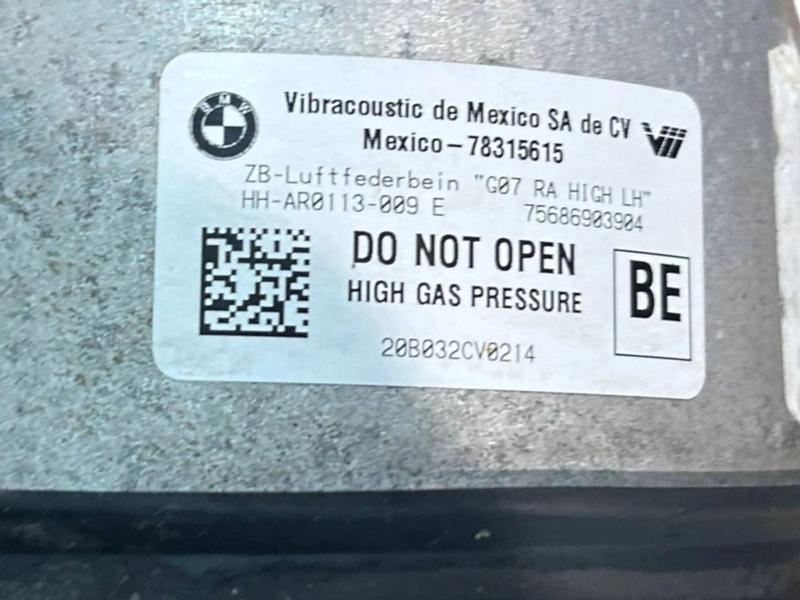 BMW
Vibracoustic de Mexico SA de CV
Mexico-78315615
ZB-Luftfederbein "G07 RA HIGH LH"
HH-AR0113-009 E 75686903904
DO NOT OPEN
HIGH GAS PRESSURE
BE
20B032CV0214